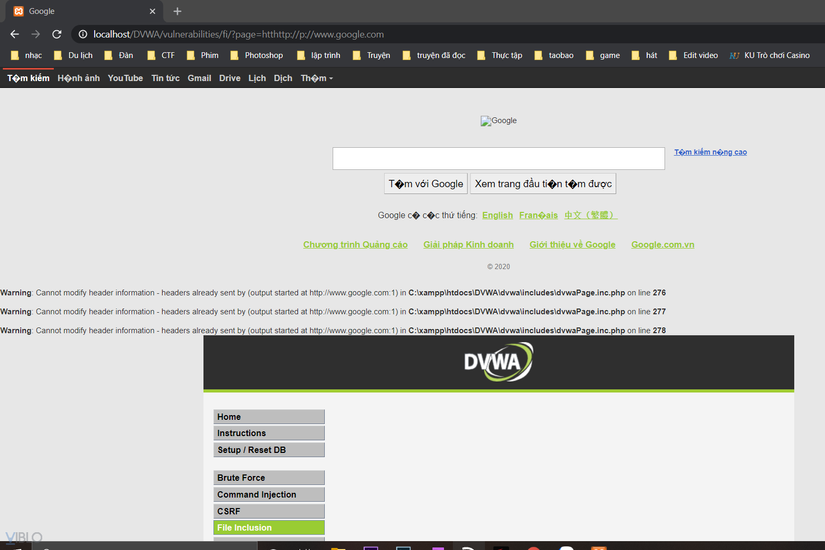 Google
localhost/DVWA/vulnerabilities/fi/?page=htthttp://p://www.google.com
nhạc Du lịch Đàn CTF Phim Photoshop lập trình Truyện truyện đã đọc Thực tập taobao game hát Edit video KU Trò chơi Casino
T�m kiếm H�nh ảnh YouTube Tin tức Gmail Drive Lịch Dịch Th�m
Google
T�m kiếm n�ng cao
T�m với Google Xem trang đầu ti�n t�m được
Google c� c�c thứ tiếng: English Fran�ais 中文（繁體）
Chương trình Quảng cáo Giải pháp Kinh doanh Giới thiệu về Google Google.com.vn
© 2020
Warning: Cannot modify header information - headers already sent by (output started at http://www.google.com:1) in C:\xampp\htdocs\DVWA\dvwa\includes\dvwaPage.inc.php on line 276
Warning: Cannot modify header information - headers already sent by (output started at http://www.google.com:1) in C:\xampp\htdocs\DVWA\dvwa\includes\dvwaPage.inc.php on line 277
Warning: Cannot modify header information - headers already sent by (output started at http://www.google.com:1) in C:\xampp\htdocs\DVWA\dvwa\includes\dvwaPage.inc.php on line 278
DVWA
Home
Instructions
Setup / Reset DB
Brute Force
Command Injection
CSRF
File Inclusion
VIBLO